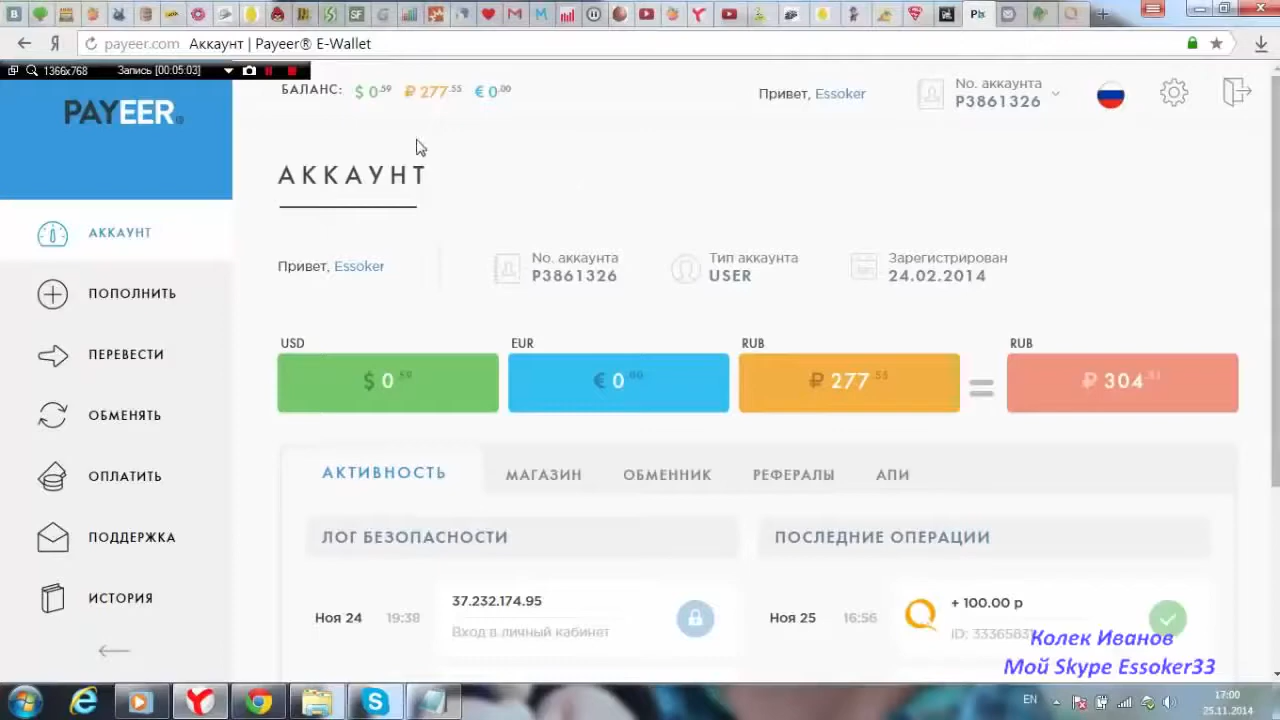 payeer.com Аккаунт | Payeer® E-Wallet
1366x768 Запись [00:05:03]
PAYEER
БАЛАНС: $ 0.59 ₽ 277.55 € 0.00
Привет, Essoker
No. аккаунта
P3861326
АККАУНТ
АККАУНТ
ПОПОЛНИТЬ
ПЕРЕВЕСТИ
ОБМЕНЯТЬ
ОПЛАТИТЬ
ПОДДЕРЖКА
ИСТОРИЯ
Привет, Essoker
No. аккаунта
P3861326
Тип аккаунта
USER
Зарегистрирован
24.02.2014
USD
EUR
RUB
RUB
$ 0.59
€ 0.00
₽ 277.55
=
₽ 304
АКТИВНОСТЬ
МАГАЗИН
ОБМЕННИК
РЕФЕРАЛЫ
АПИ
ЛОГ БЕЗОПАСНОСТИ
Ноя 24 19:38
37.232.174.95
Вход в личный кабинет
ПОСЛЕДНИЕ ОПЕРАЦИИ
Ноя 25 16:56
+ 100.00 р
ID:
Колек Иванов
Мой Skype Essoker33
EN
17:00
25.11.2014